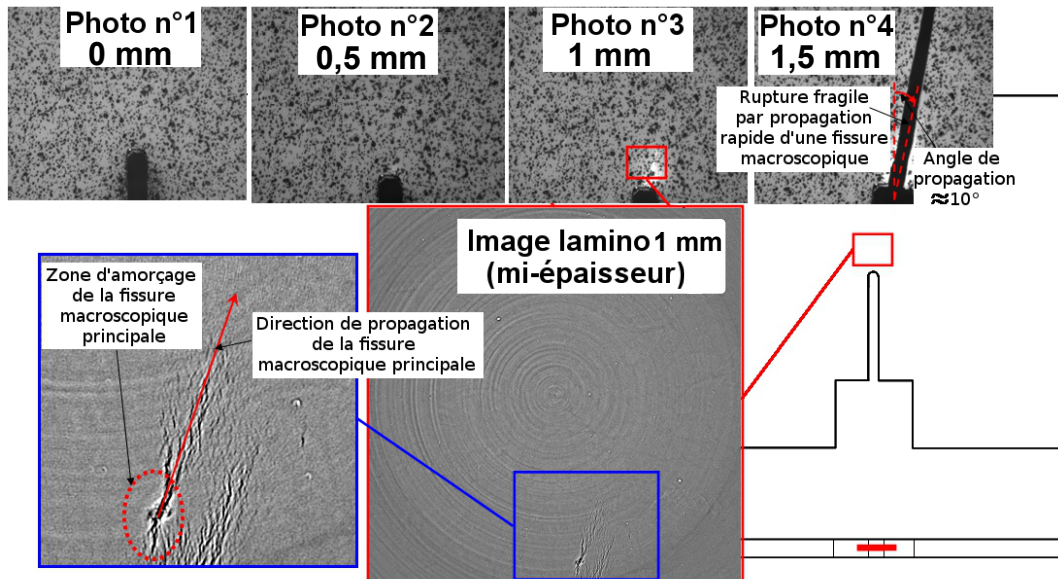 Photo n°1
0 mm
Photo n°2
0,5 mm
Photo n°3
1 mm
Photo n°4
1,5 mm
Rupture fragile
par propagation
rapide d'une fissure
macroscopique
Angle de
propagation
≈10°
Image lamino 1 mm
(mi-épaisseur)
Zone d'amorçage
de la fissure
macroscopique
principale
Direction de propagation
de la fissure
macroscopique principale